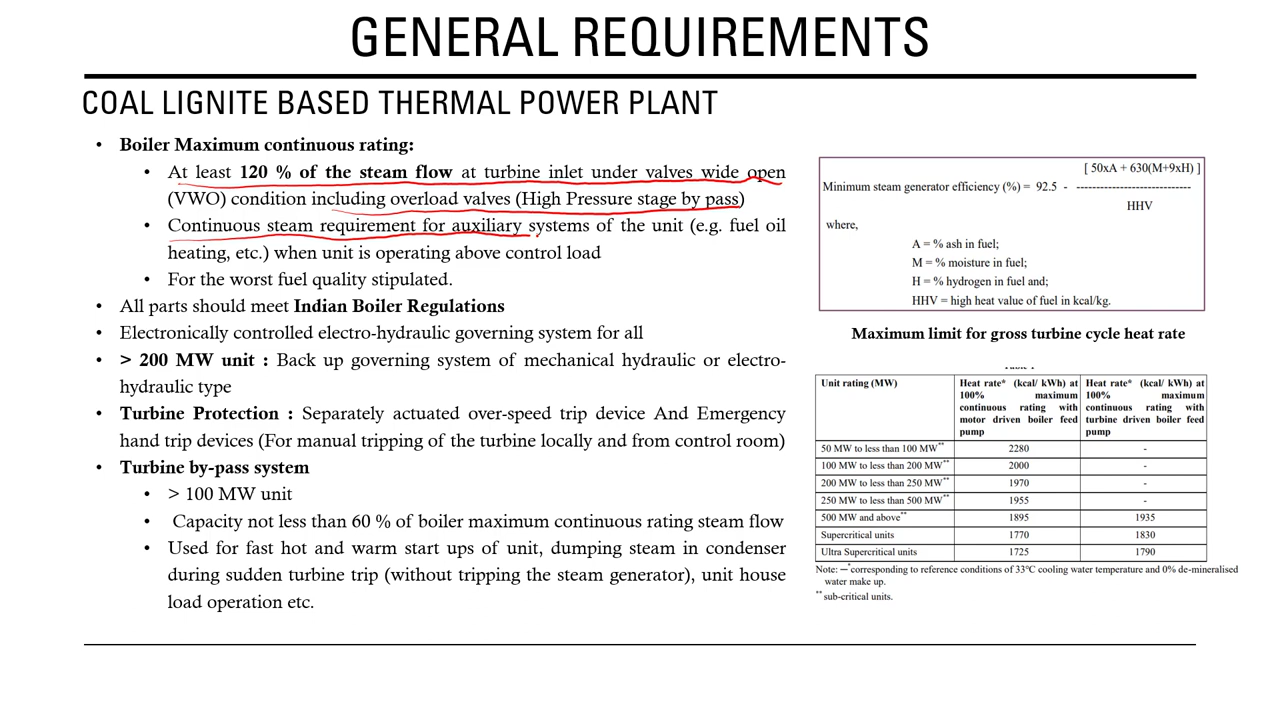 GENERAL REQUIREMENTS
COAL LIGNITE BASED THERMAL POWER PLANT
• Boiler Maximum continuous rating:
• At least 120 % of the steam flow at turbine inlet under valves wide open
(VWO) condition including overload valves (High Pressure stage by pass)
• Continuous steam requirement for auxiliary systems of the unit (e.g. fuel oil
heating, etc.) when unit is operating above control load
• For the worst fuel quality stipulated.
• All parts should meet Indian Boiler Regulations
• Electronically controlled electro-hydraulic governing system for all
• > 200 MW unit : Back up governing system of mechanical hydraulic or electro-
hydraulic type
• Turbine Protection : Separately actuated over-speed trip device And Emergency
hand trip devices (For manual tripping of the turbine locally and from control room)
• Turbine by-pass system
• > 100 MW unit
• Capacity not less than 60 % of boiler maximum continuous rating steam flow
• Used for fast hot and warm start ups of unit, dumping steam in condenser
during sudden turbine trip (without tripping the steam generator), unit house
load operation etc.
[ 50xA + 630(M+9xH) ]
Minimum steam generator efficiency (%) = 92.5 - -----------------------------
HHV
where,
A = % ash in fuel;
M = % moisture in fuel;
H = % hydrogen in fuel and;
HHV = high heat value of fuel in kcal/kg.
Maximum limit for gross turbine cycle heat rate
Unit rating (MW) Heat rate* (kcal/ kWh) at 100% maximum continuous rating with motor driven boiler feed pump Heat rate* (kcal/ kWh) at 100% maximum continuous rating with turbine driven boiler feed pump
50 MW to less than 100 MW** 2280 -
100 MW to less than 200 MW** 2000 -
200 MW to less than 250 MW** 1970 -
250 MW to less than 500 MW** 1955 -
500 MW and above** 1895 1935
Supercritical units 1770 1830
Ultra Supercritical units 1725 1790
Note: —*corresponding to reference conditions of 33°C cooling water temperature and 0% de-mineralised
water make up.
** sub-critical units.